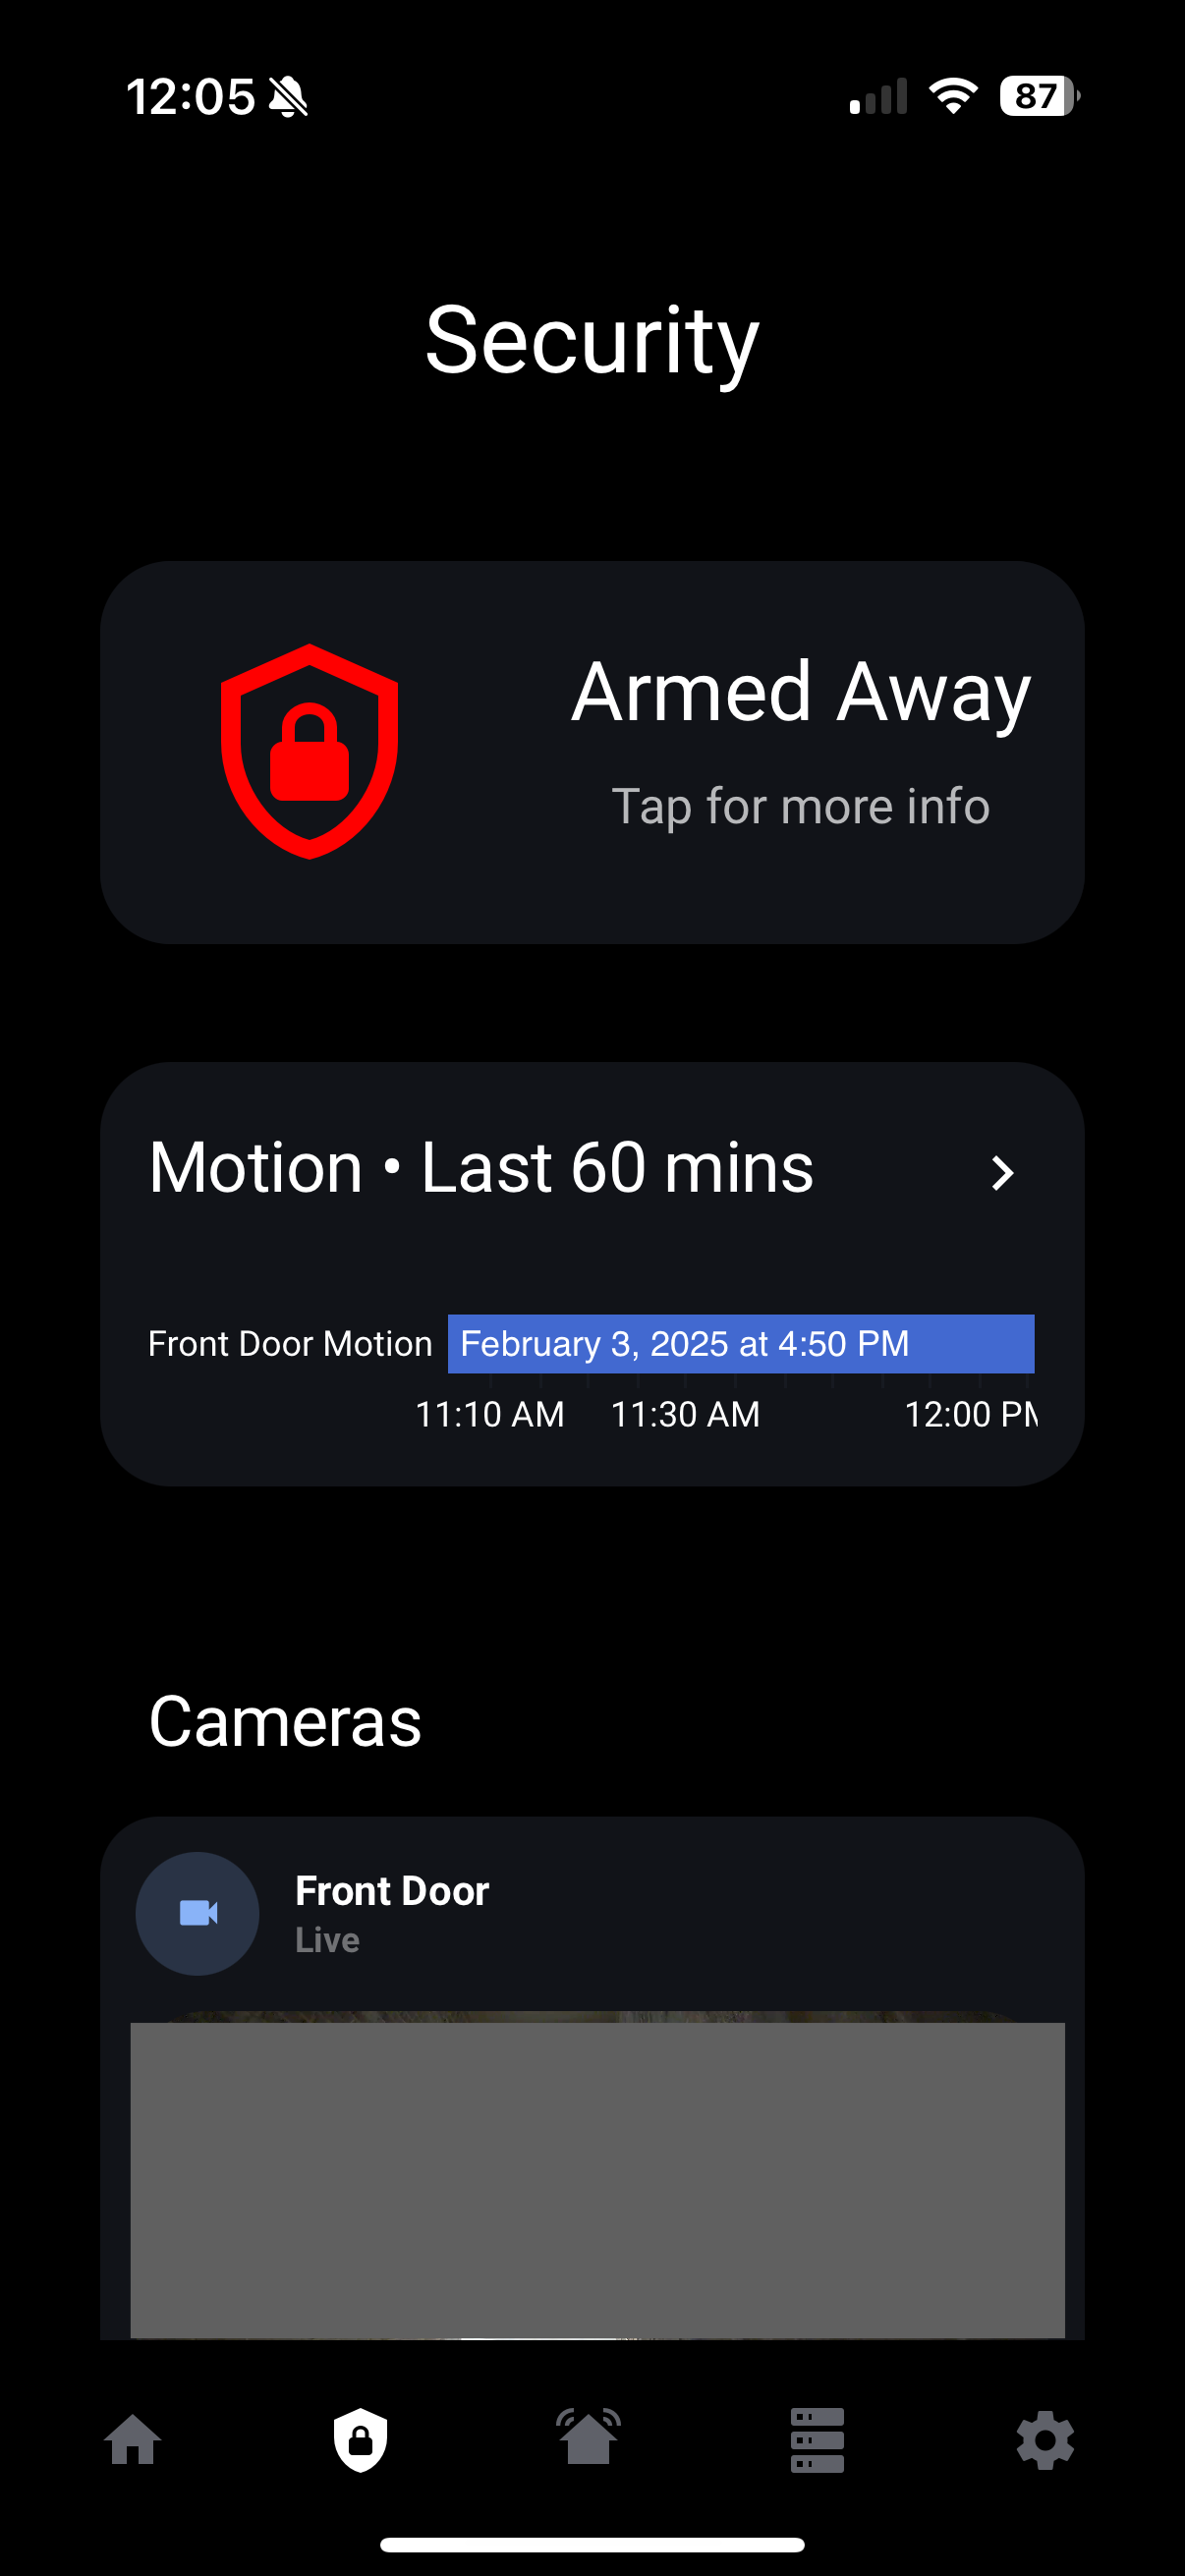 12:05
87
Security
Armed Away
Tap for more info
Motion • Last 60 mins
Front Door Motion
February 3, 2025 at 4:50 PM
11:10 AM
11:30 AM
12:00 PM
Cameras
Front Door
Live